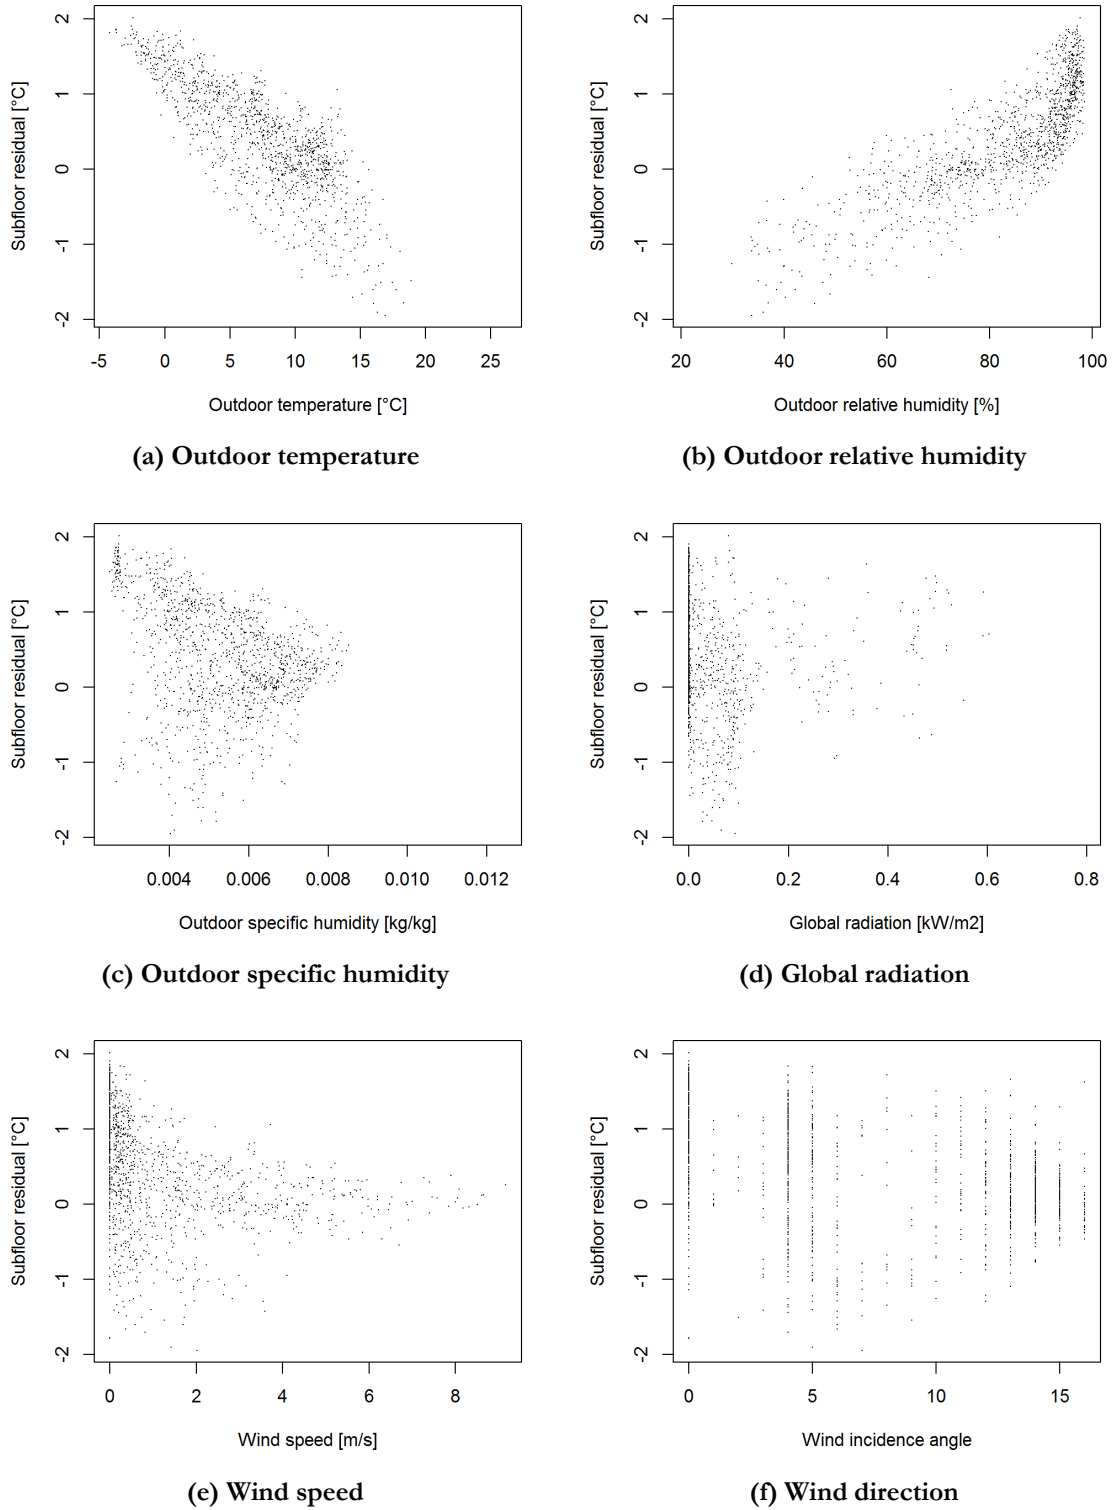 2
1
0
-1
-2
Subfloor residual [°C]
-5 0 5 10 15 20 25
Outdoor temperature [°C]
(a) Outdoor temperature
2
1
0
-1
-2
Subfloor residual [°C]
20 40 60 80 100
Outdoor relative humidity [%]
(b) Outdoor relative humidity
2
1
0
-1
-2
Subfloor residual [°C]
0.004 0.006 0.008 0.010 0.012
Outdoor specific humidity [kg/kg]
(c) Outdoor specific humidity
2
1
0
-1
-2
Subfloor residual [°C]
0.0 0.2 0.4 0.6 0.8
Global radiation [kW/m2]
(d) Global radiation
2
1
0
-1
-2
Subfloor residual [°C]
0 2 4 6 8
Wind speed [m/s]
(e) Wind speed
2
1
0
-1
-2
Subfloor residual [°C]
0 5 10 15
Wind incidence angle
(f) Wind direction